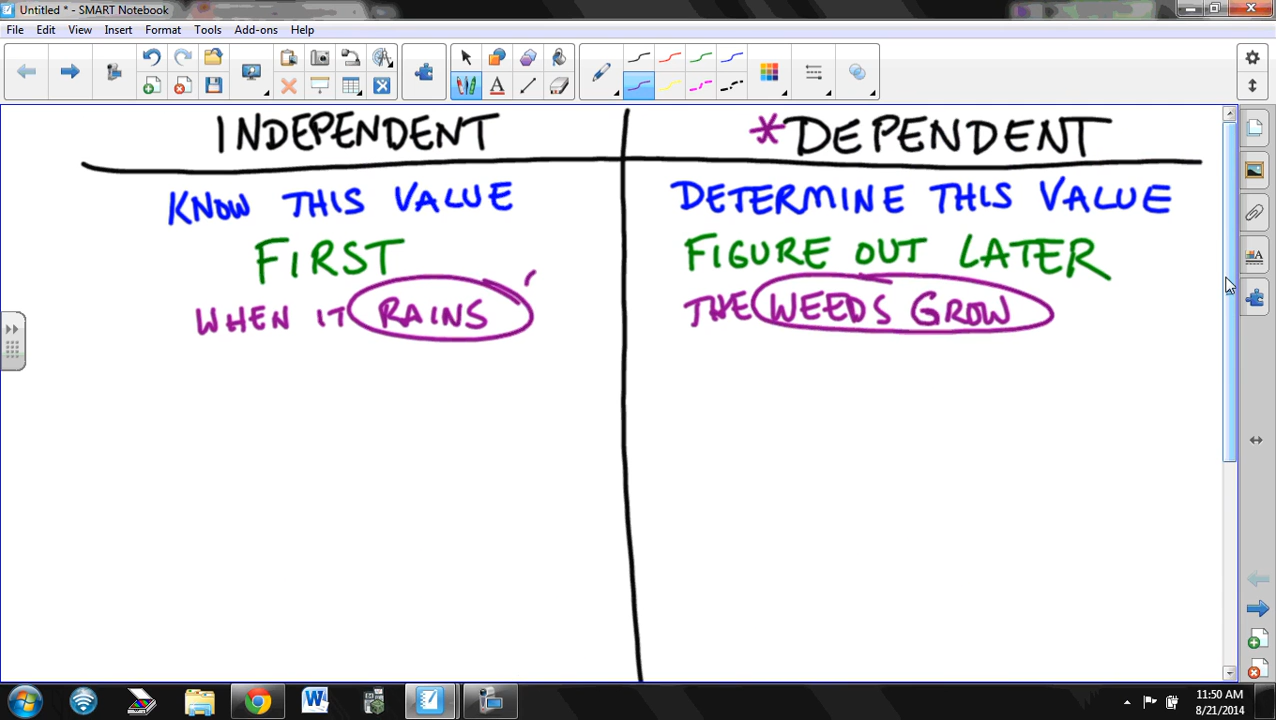 Untitled * - SMART Notebook
File Edit View Insert Format Tools Add-ons Help
INDEPENDENT
*DEPENDENT
KNOW THIS VALUE
DETERMINE THIS VALUE
FIRST
FIGURE OUT LATER
WHEN IT RAINS
THE WEEDS GROW
11:50 AM
8/21/2014